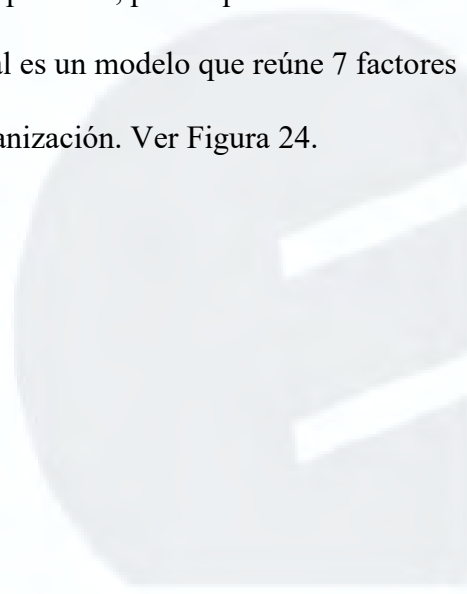 al es un modelo que reúne 7 factores
anización. Ver Figura 24.